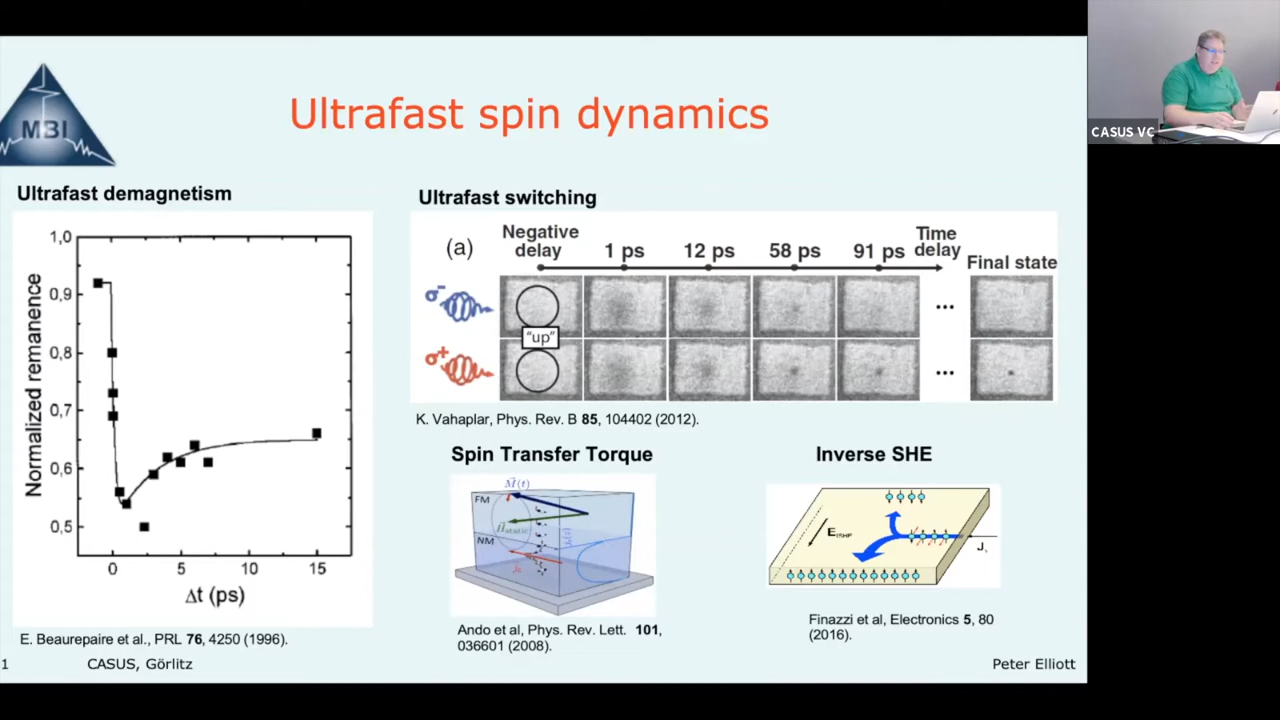 MBI
Ultrafast spin dynamics
CASUS VC
Ultrafast demagnetism
1,0
0,9
0,8
0,7
0,6
0,5
Normalized remanence
0
5
10
15
Δt (ps)
E. Beaurepaire et al., PRL 76, 4250 (1996).
Ultrafast switching
(a)
Negative delay
1 ps
12 ps
58 ps
91 ps
Time delay
Final state
σ-
"up"
...
σ+
...
K. Vahaplar, Phys. Rev. B 85, 104402 (2012).
Spin Transfer Torque
M(t)
FM
NM
Ando et al, Phys. Rev. Lett. 101,
036601 (2008).
Inverse SHE
Finazzi et al, Electronics 5, 80
(2016).
1
CASUS, Görlitz
Peter Elliott